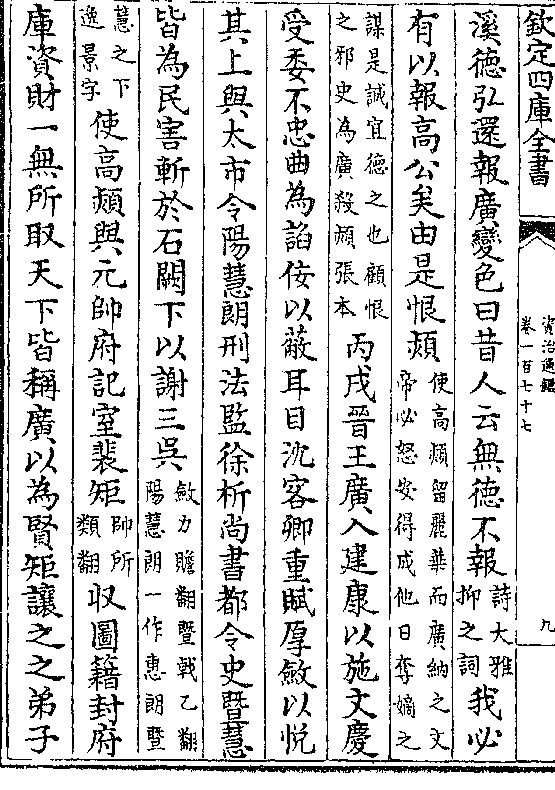 欽定四庫全書
資治通鑑
卷一百七十七
九
溪德弘還報廣變色曰昔人云無德不報詩大雅抑之詞我必
有以報高公矣由是恨熲使高熲留麗華而廣納之文帝必怒安得成他日奪嫡之
謀是誠宜德之也顧恨之邪史為廣殺熲張本丙戌晉王廣入建康以施文慶
受委不忠曲為諂佞以蔽耳目沈客卿重賦厚斂以悅
其上與太市令陽慧朗刑法監徐析尚書都令史暨慧
皆為民害斬於石闕下以謝三吳斂力贍翻暨戟乙翻陽慧朗一作惠朗暨
慧之下逸景字使高熲與元帥府記室裴矩帥所類翻收圖籍封府
庫資財一無所取天下皆稱廣以為賢矩讓之之弟子